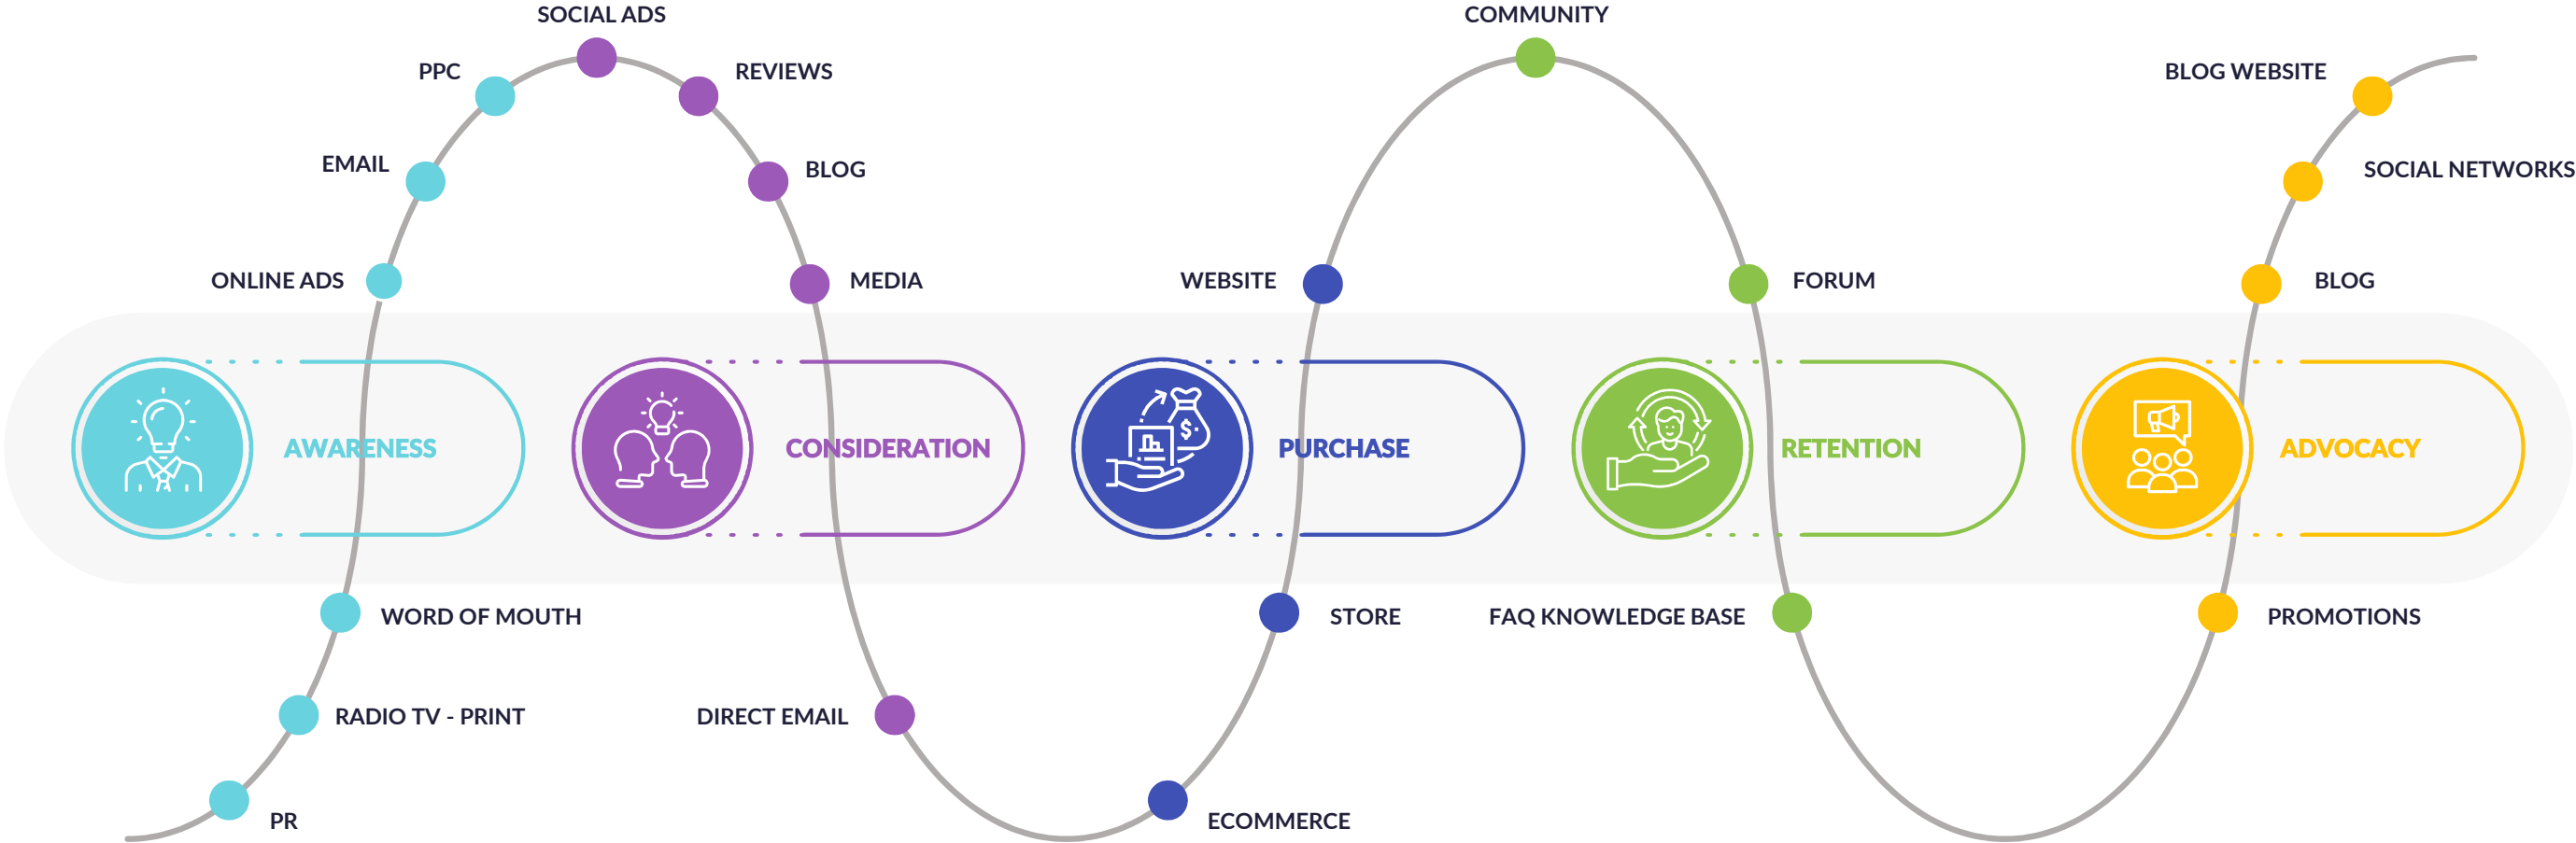 SOCIAL ADS
COMMUNITY
PPC
REVIEWS
BLOG WEBSITE
EMAIL
BLOG
SOCIAL NETWORKS
ONLINE ADS
MEDIA
WEBSITE
FORUM
BLOG
AWARENESS
CONSIDERATION
PURCHASE
$
RETENTION
ADVOCACY
WORD OF MOUTH
STORE
FAQ KNOWLEDGE BASE
PROMOTIONS
RADIO TV - PRINT
DIRECT EMAIL
PR
ECOMMERCE